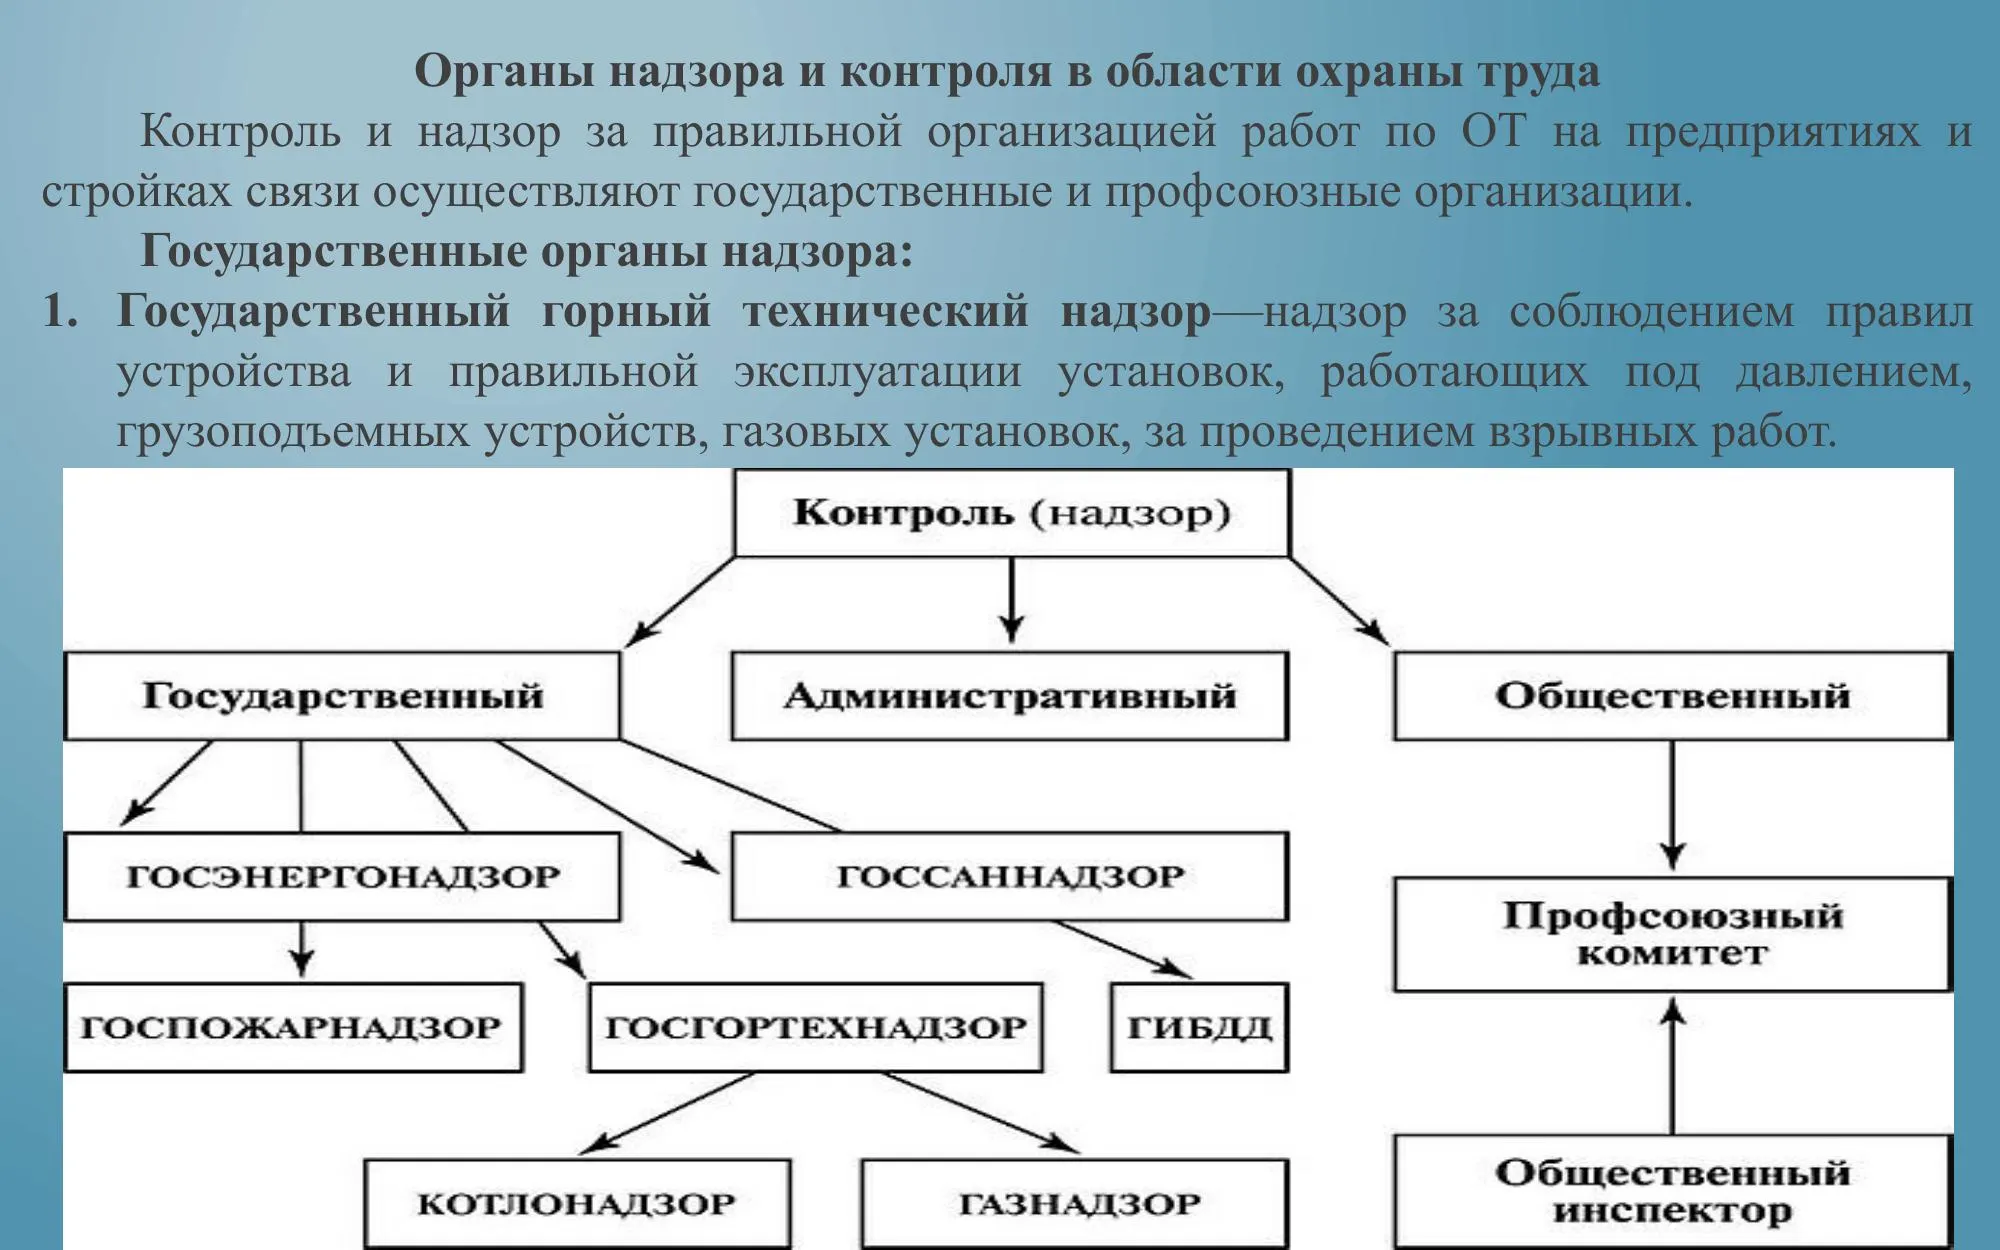 Органы надзора и контроля в области охраны труда
Контроль и надзор за правильной организацией работ по ОТ на предприятиях и
стройках связи осуществляют государственные и профсоюзные организации.
Государственные органы надзора:
1. Государственный горный технический надзор—надзор за соблюдением правил
устройства и правильной эксплуатации установок, работающих под давлением,
грузоподъемных устройств, газовых установок, за проведением взрывных работ.
Контроль (надзор)
Государственный
Административный
Общественный
ГОСЭНЕРГОНАДЗОР
ГОССАННАДЗОР
Профсоюзный
комитет
ГОСПОЖАРНАДЗОР
ГОСГОРТЕХНАДЗОР
ГИБДД
КОТЛОНАДЗОР
ГАЗНАДЗОР
Общественный
инспектор